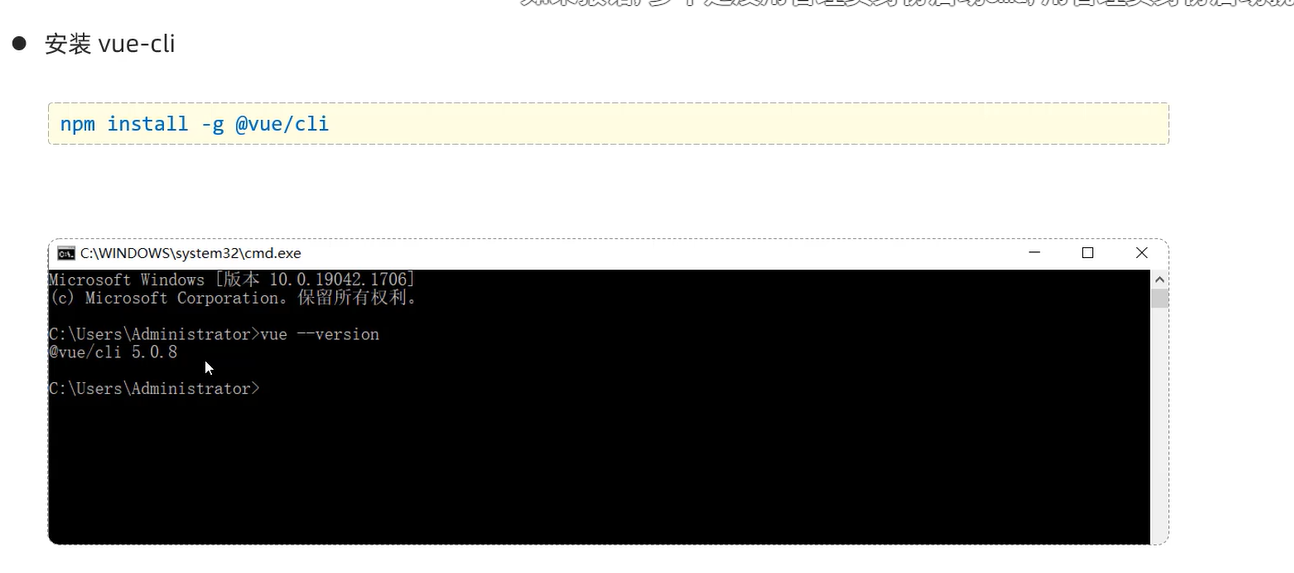 安装 vue-cli
npm install -g @vue/cli
C:\WINDOWS\system32\cmd.exe
Microsoft Windows [版本 10.0.19042.1706]
(c) Microsoft Corporation。保留所有权利。
C:\Users\Administrator>vue --version
@vue/cli 5.0.8
C:\Users\Administrator>